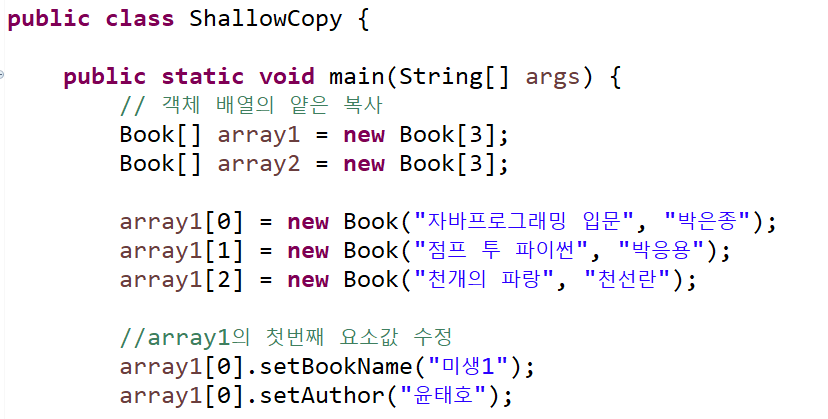 public class ShallowCopy {
public static void main(String[] args) {
// 객체 배열의 얕은 복사
Book[] array1 = new Book[3];
Book[] array2 = new Book[3];
array1[0] = new Book("자바프로그래밍 입문", "박은종");
array1[1] = new Book("점프 투 파이썬", "박응용");
array1[2] = new Book("천개의 파랑", "천선란");
//array1의 첫번째 요소값 수정
array1[0].setBookName("미생1");
array1[0].setAuthor("윤태호");